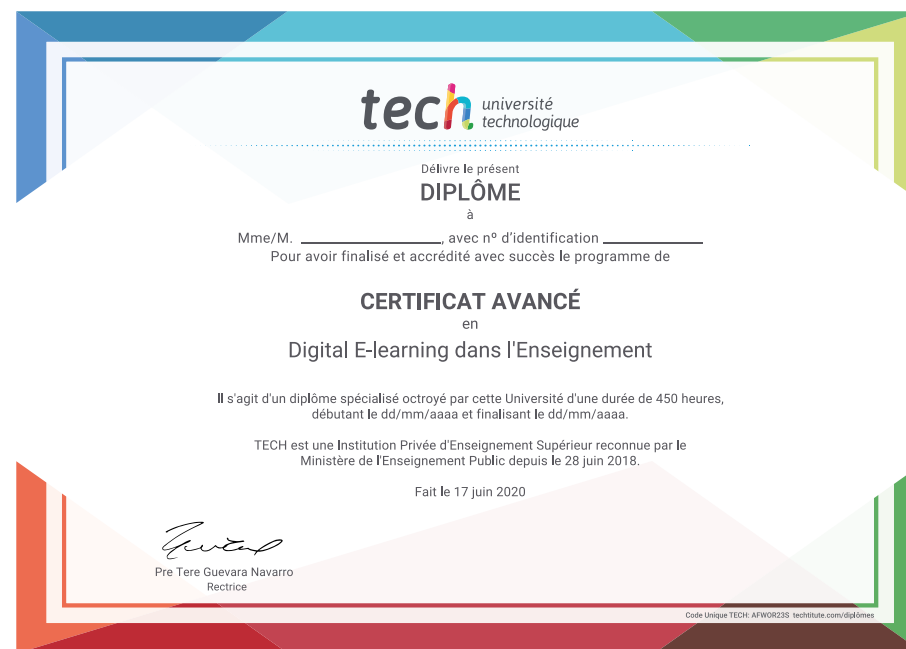 tech université
technologique
Délivre le présent
DIPLÔME
à
Mme/M. ____________________, avec nº d'identification ______________
Pour avoir finalisé et accrédité avec succès le programme de
CERTIFICAT AVANCÉ
en
Digital E-learning dans l'Enseignement
Il s'agit d'un diplôme spécialisé octroyé par cette Université d'une durée de 450 heures,
débutant le dd/mm/aaaa et finalisant le dd/mm/aaaa.
TECH est une Institution Privée d'Enseignement Supérieur reconnue par le
Ministère de l'Enseignement Public depuis le 28 juin 2018.
Fait le 17 juin 2020
Pre Tere Guevara Navarro
Rectrice
Code Unique TECH: AFWOR23S techtitute.com/diplômes